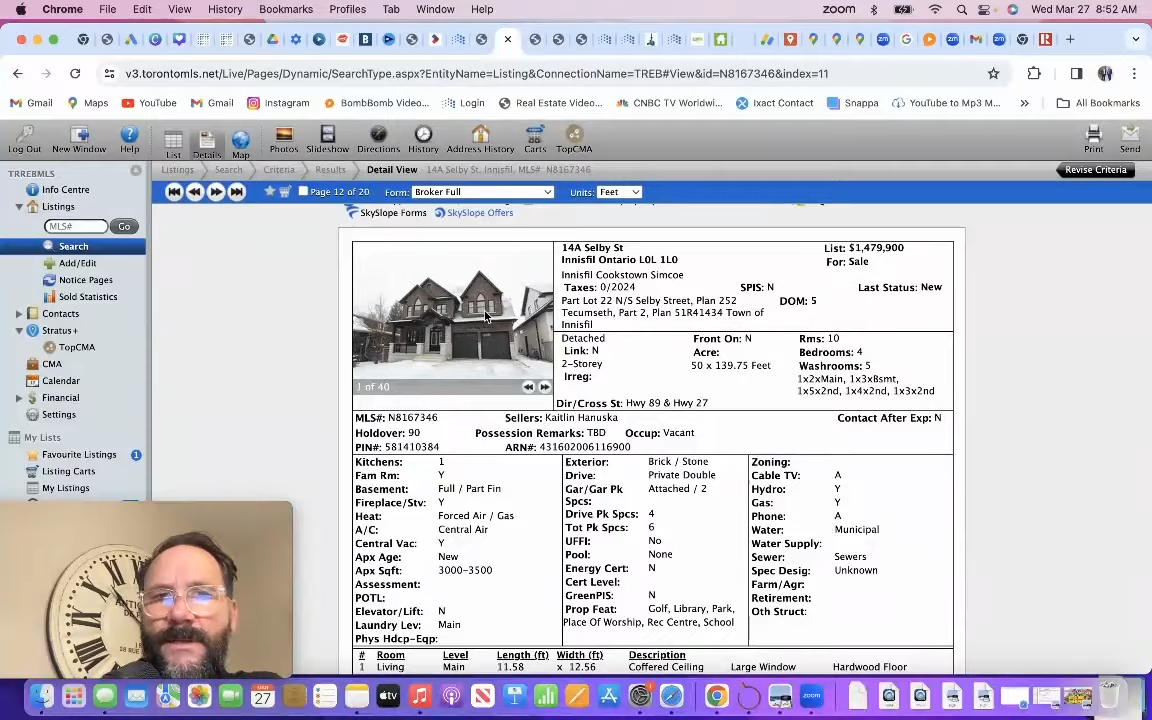 Chrome File Edit View History Bookmarks Profiles Tab Window Help zoom Wed Mar 27 8:52 AM
v3.torontomls.net/Live/Pages/Dynamic/SearchType.aspx?EntityName=Listing&ConnectionName=TREB#View&id=N8167346&index=11
Gmail Maps YouTube Gmail Instagram BombBomb Video... Login Real Estate Video... CNBC TV Worldwi... Ixact Contact Snappa YouTube to Mp3 M... » All Bookmarks
Log Out New Window Help List Details Map Photos Slideshow Directions History Address History Carts TopCMA Print Send
TRREBMLS Listings Search Criteria Results Detail View - 14A Selby St. Innisfil, MLS#: N8167346 Revise Criteria
Info Centre
Page 12 of 20 Form: Broker Full Units: Feet
Listings
SkySlope Forms SkySlope Offers
MLS# Go
Search
Add/Edit
Notice Pages
Sold Statistics
Contacts
Stratus+
TopCMA
CMA
Calendar
Financial
Settings
My Lists
Favourite Listings 1
Listing Carts
My Listings
1 of 40
14A Selby St List: $1,479,900
Innisfil Ontario L0L 1L0 For: Sale
Innisfil Cookstown Simcoe
Taxes: 0/2024 SPIS: N Last Status: New
Part Lot 22 N/S Selby Street, Plan 252 DOM: 5
Tecumseth, Part 2, Plan 51R41434 Town of
Innisfil
Detached Front On: N Rms: 10
Link: N Acre: Bedrooms: 4
2-Storey 50 x 139.75 Feet Washrooms: 5
Irreg: 1x2xMain, 1x3xBsmt,
1x5x2nd, 1x4x2nd, 1x3x2nd
Dir/Cross St: Hwy 89 & Hwy 27
MLS#: N8167346 Sellers: Kaitlin Hanuska Contact After Exp: N
Holdover: 90 Possession Remarks: TBD Occup: Vacant
PIN#: 581410384 ARN#: 431602006116900
Kitchens: 1
Fam Rm: Y
Basement: Full / Part Fin
Fireplace/Stv: Y
Heat: Forced Air / Gas
A/C: Central Air
Central Vac: Y
Apx Age: New
Apx Sqft: 3000-3500
Assessment:
POTL:
Elevator/Lift: N
Laundry Lev: Main
Phys Hdcp-Eqp:
Exterior: Brick / Stone
Drive: Private Double
Gar/Gar Pk Attached / 2
Spcs:
Drive Pk Spcs: 4
Tot Pk Spcs: 6
UFFI: No
Pool: None
Energy Cert: N
Cert Level:
GreenPIS: N
Prop Feat: Golf, Library, Park,
Place Of Worship, Rec Centre, School
Zoning:
Cable TV: A
Hydro: Y
Gas: Y
Phone: A
Water: Municipal
Water Supply:
Sewer: Sewers
Spec Desig: Unknown
Farm/Agr:
Retirement:
Oth Struct:
# Room Level Length (ft) Width (ft) Description
1 Living Main 11.58 x 12.56 Coffered Ceiling Large Window Hardwood Floor